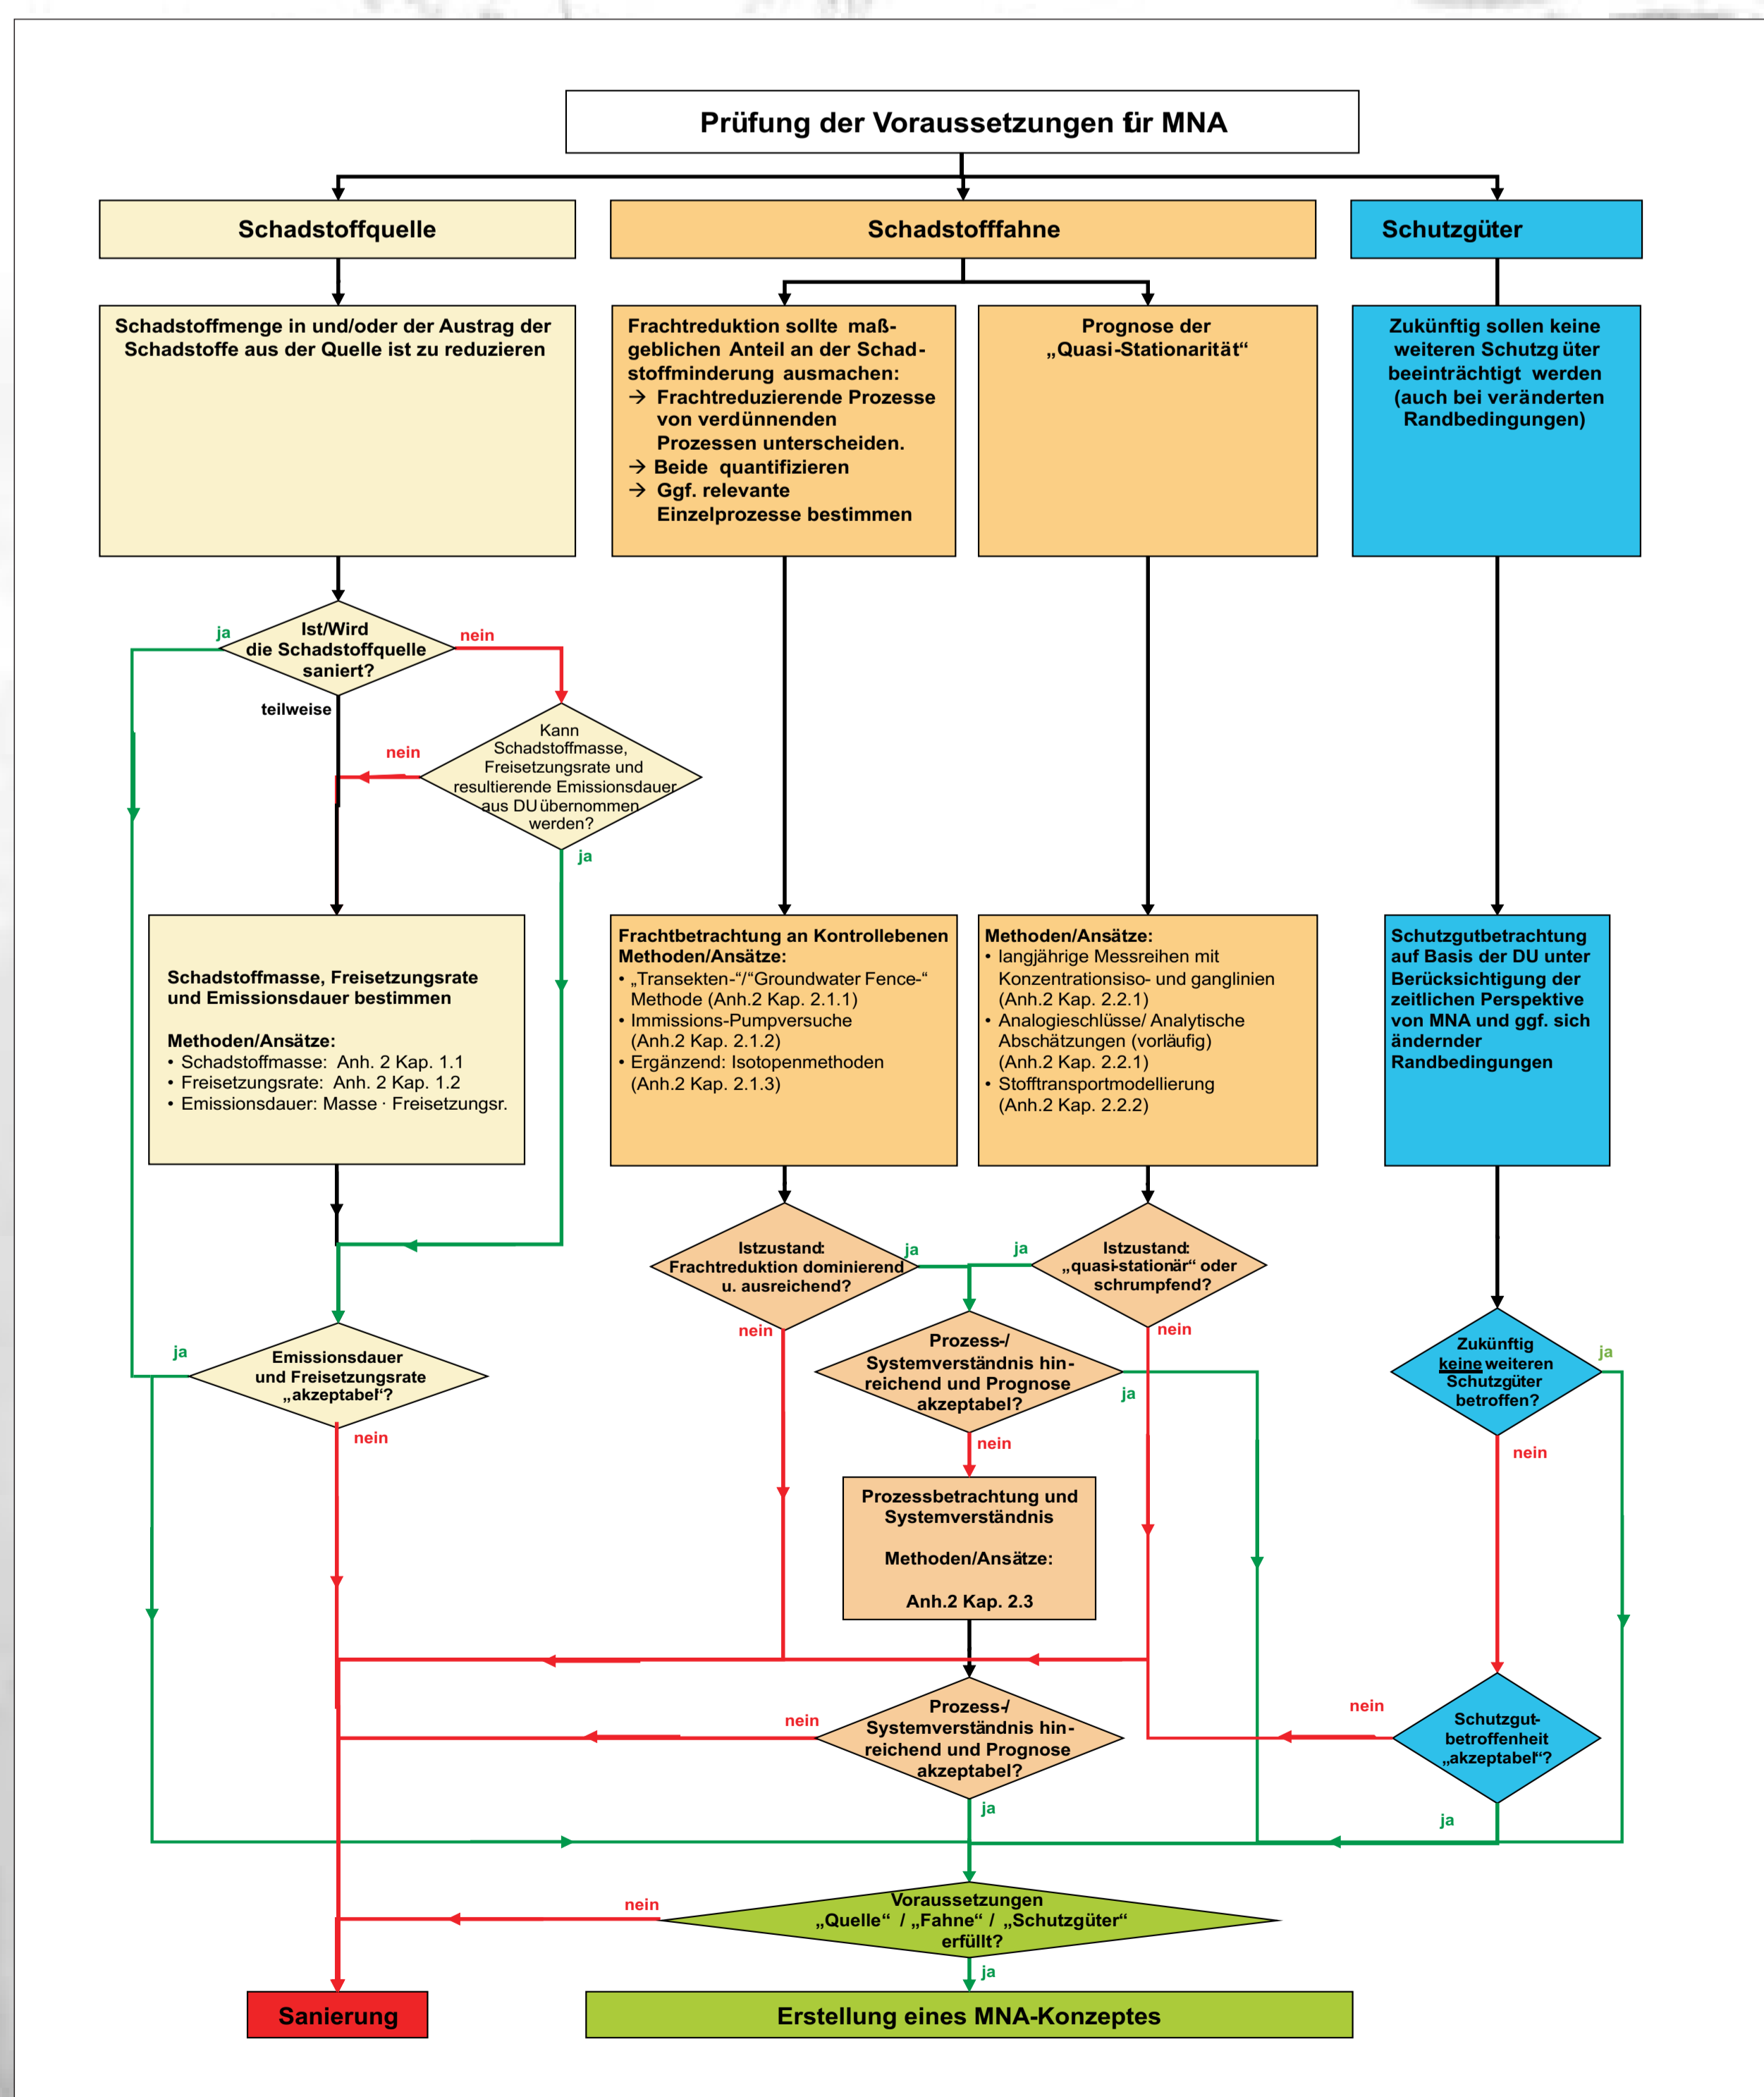 Prüfung der Voraussetzungen für MNA
Schadstoffquelle
Schadstofffahne
Schutzgüter
Schadstoffmenge in und/oder der Austrag der
Schadstoffe aus der Quelle ist zu reduzieren
Frachtreduktion sollte maß-
geblichen Anteil an der Schad-
stoffminderung ausmachen:
→ Frachtreduzierende Prozesse
von verdünnenden
Prozessen unterscheiden.
→ Beide quantifizieren
→ Ggf. relevante
Einzelprozesse bestimmen
Prognose der
„Quasi-Stationarität“
Zukünftig sollen keine
weiteren Schutzgüter
beeinträchtigt werden
(auch bei veränderten
Randbedingungen)
ja
Ist/Wird
die Schadstoffquelle
saniert?
nein
teilweise
nein
Kann
Schadstoffmasse,
Freisetzungsrate und
resultierende Emissionsdauer
aus DU übernommen
werden?
ja
Schadstoffmasse, Freisetzungsrate
und Emissionsdauer bestimmen
Methoden/Ansätze:
• Schadstoffmasse: Anh. 2 Kap. 1.1
• Freisetzungsrate: Anh. 2 Kap. 1.2
• Emissionsdauer: Masse · Freisetzungsr.
Frachtbetrachtung an Kontrollebenen
Methoden/Ansätze:
• „Transekten-“/“Groundwater Fence-“
Methode (Anh.2 Kap. 2.1.1)
• Immissions-Pumpversuche
(Anh.2 Kap. 2.1.2)
• Ergänzend: Isotopenmethoden
(Anh.2 Kap. 2.1.3)
Methoden/Ansätze:
• langjährige Messreihen mit
Konzentrationsiso- und ganglinien
(Anh.2 Kap. 2.2.1)
• Analogieschlüsse/ Analytische
Abschätzungen (vorläufig)
(Anh.2 Kap. 2.2.1)
• Stofftransportmodellierung
(Anh.2 Kap. 2.2.2)
Schutzgutbetrachtung
auf Basis der DU unter
Berücksichtigung der
zeitlichen Perspektive
von MNA und ggf. sich
ändernder
Randbedingungen
Istzustand:
Frachtreduktion dominierend
u. ausreichend?
ja
nein
ja
Istzustand:
„quasi-stationär“ oder
schrumpfend?
nein
ja
Emissionsdauer
und Freisetzungsrate
„akzeptabel“?
nein
Prozess-/
Systemverständnis hin-
reichend und Prognose
akzeptabel?
ja
nein
Zukünftig
keine weiteren
Schutzgüter
betroffen?
ja
nein
Prozessbetrachtung und
Systemverständnis
Methoden/Ansätze:
Anh.2 Kap. 2.3
nein
Prozess-/
Systemverständnis hin-
reichend und Prognose
akzeptabel?
ja
nein
Schutzgut-
betroffenheit
„akzeptabel“?
ja
nein
Voraussetzungen
„Quelle“ / „Fahne“ / „Schutzgüter“
erfüllt?
ja
Sanierung
Erstellung eines MNA-Konzeptes